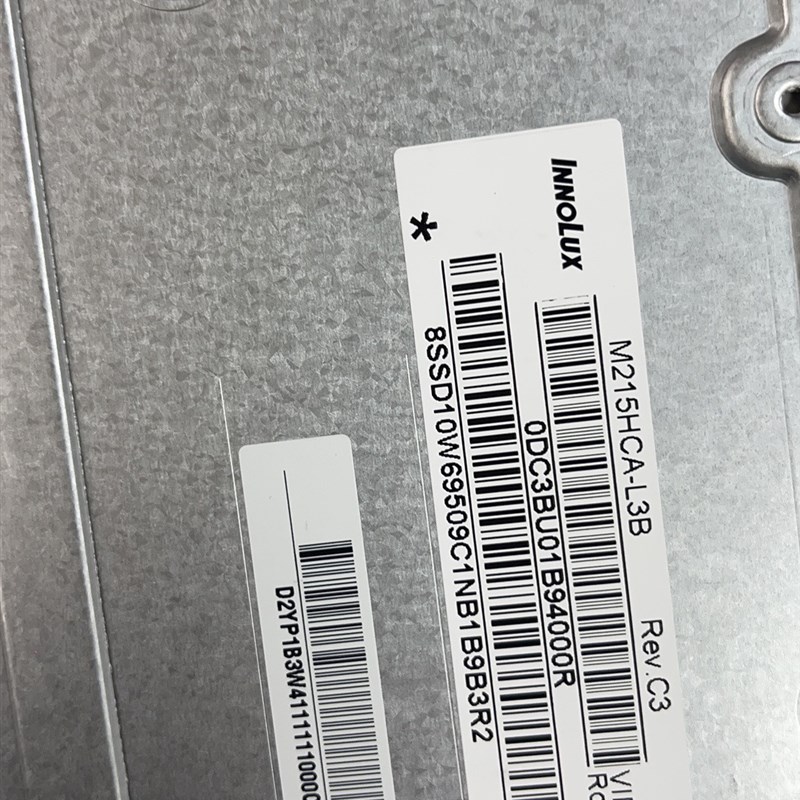 INNOLUX
M215HCA-L3B Rev.C3
0DC3BU01B94000R
*
8SSD10W69509C1NB1B9B3R2
D2YP1B3W41111110000